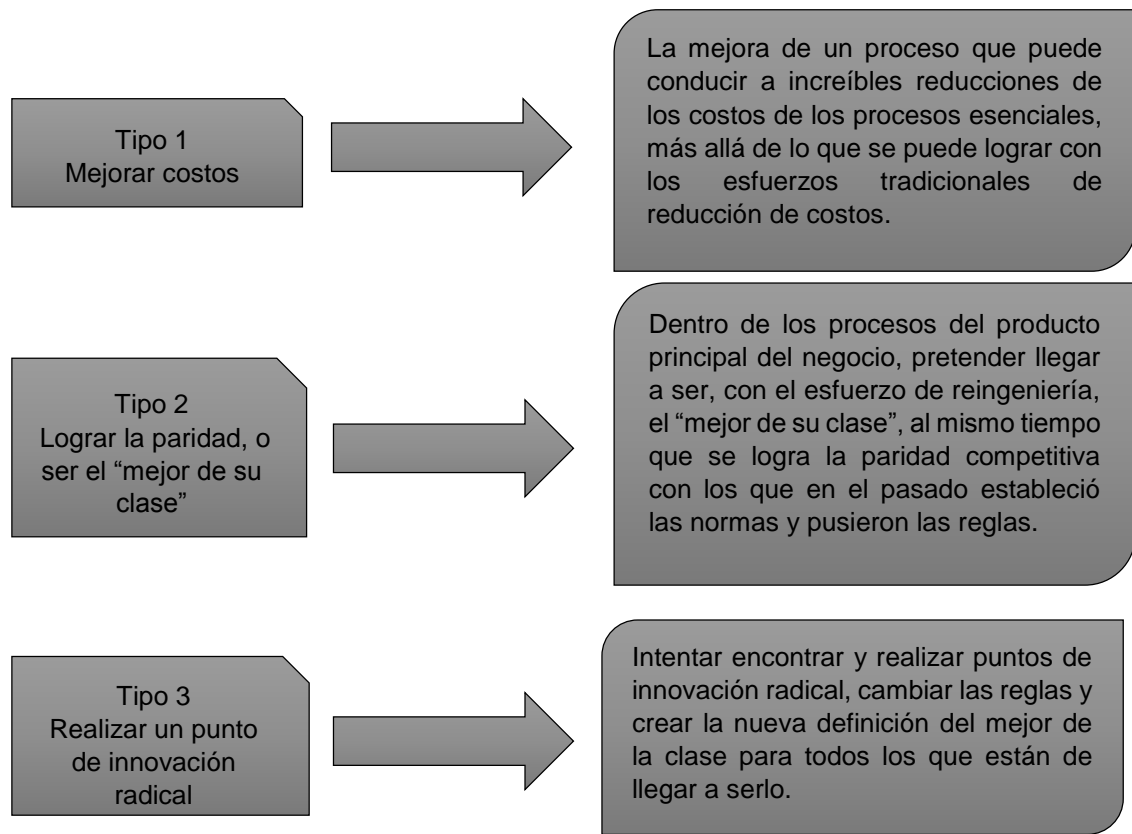 Tipo 1
Mejorar costos
La mejora de un proceso que puede
conducir a increíbles reducciones de
los costos de los procesos esenciales,
más allá de lo que se puede lograr con
los esfuerzos tradicionales de
reducción de costos.
Tipo 2
Lograr la paridad, o
ser el “mejor de su
clase”
Dentro de los procesos del producto
principal del negocio, pretender llegar
a ser, con el esfuerzo de reingeniería,
el “mejor de su clase”, al mismo tiempo
que se logra la paridad competitiva
con los que en el pasado estableció
las normas y pusieron las reglas.
Tipo 3
Realizar un punto
de innovación
radical
Intentar encontrar y realizar puntos de
innovación radical, cambiar las reglas y
crear la nueva definición del mejor de
la clase para todos los que están de
llegar a serlo.